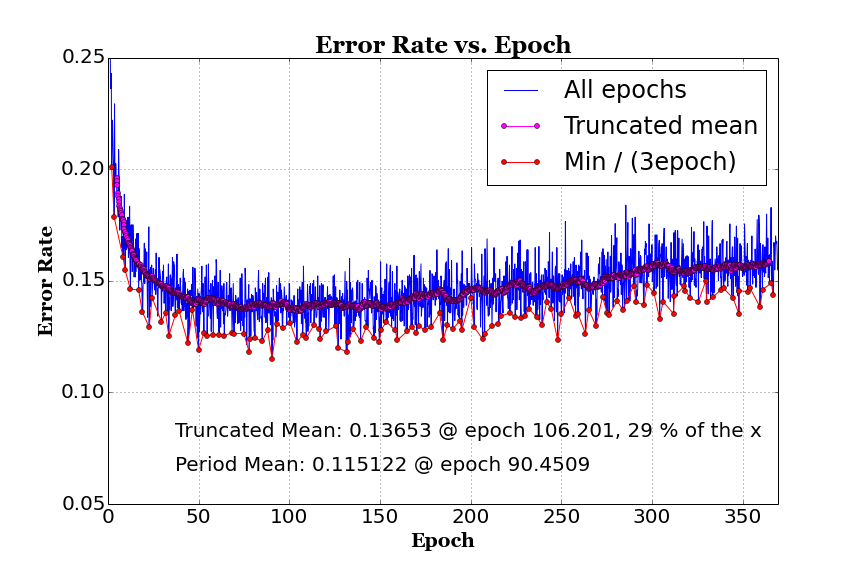 Error Rate vs. Epoch
0.25
0.20
0.15
0.10
0.05
Error Rate
All epochs
Truncated mean
Min / (3epoch)
Truncated Mean: 0.13653 @ epoch 106.201, 29 % of the x
Period Mean: 0.115122 @ epoch 90.4509
0 50 100 150 200 250 300 350
Epoch